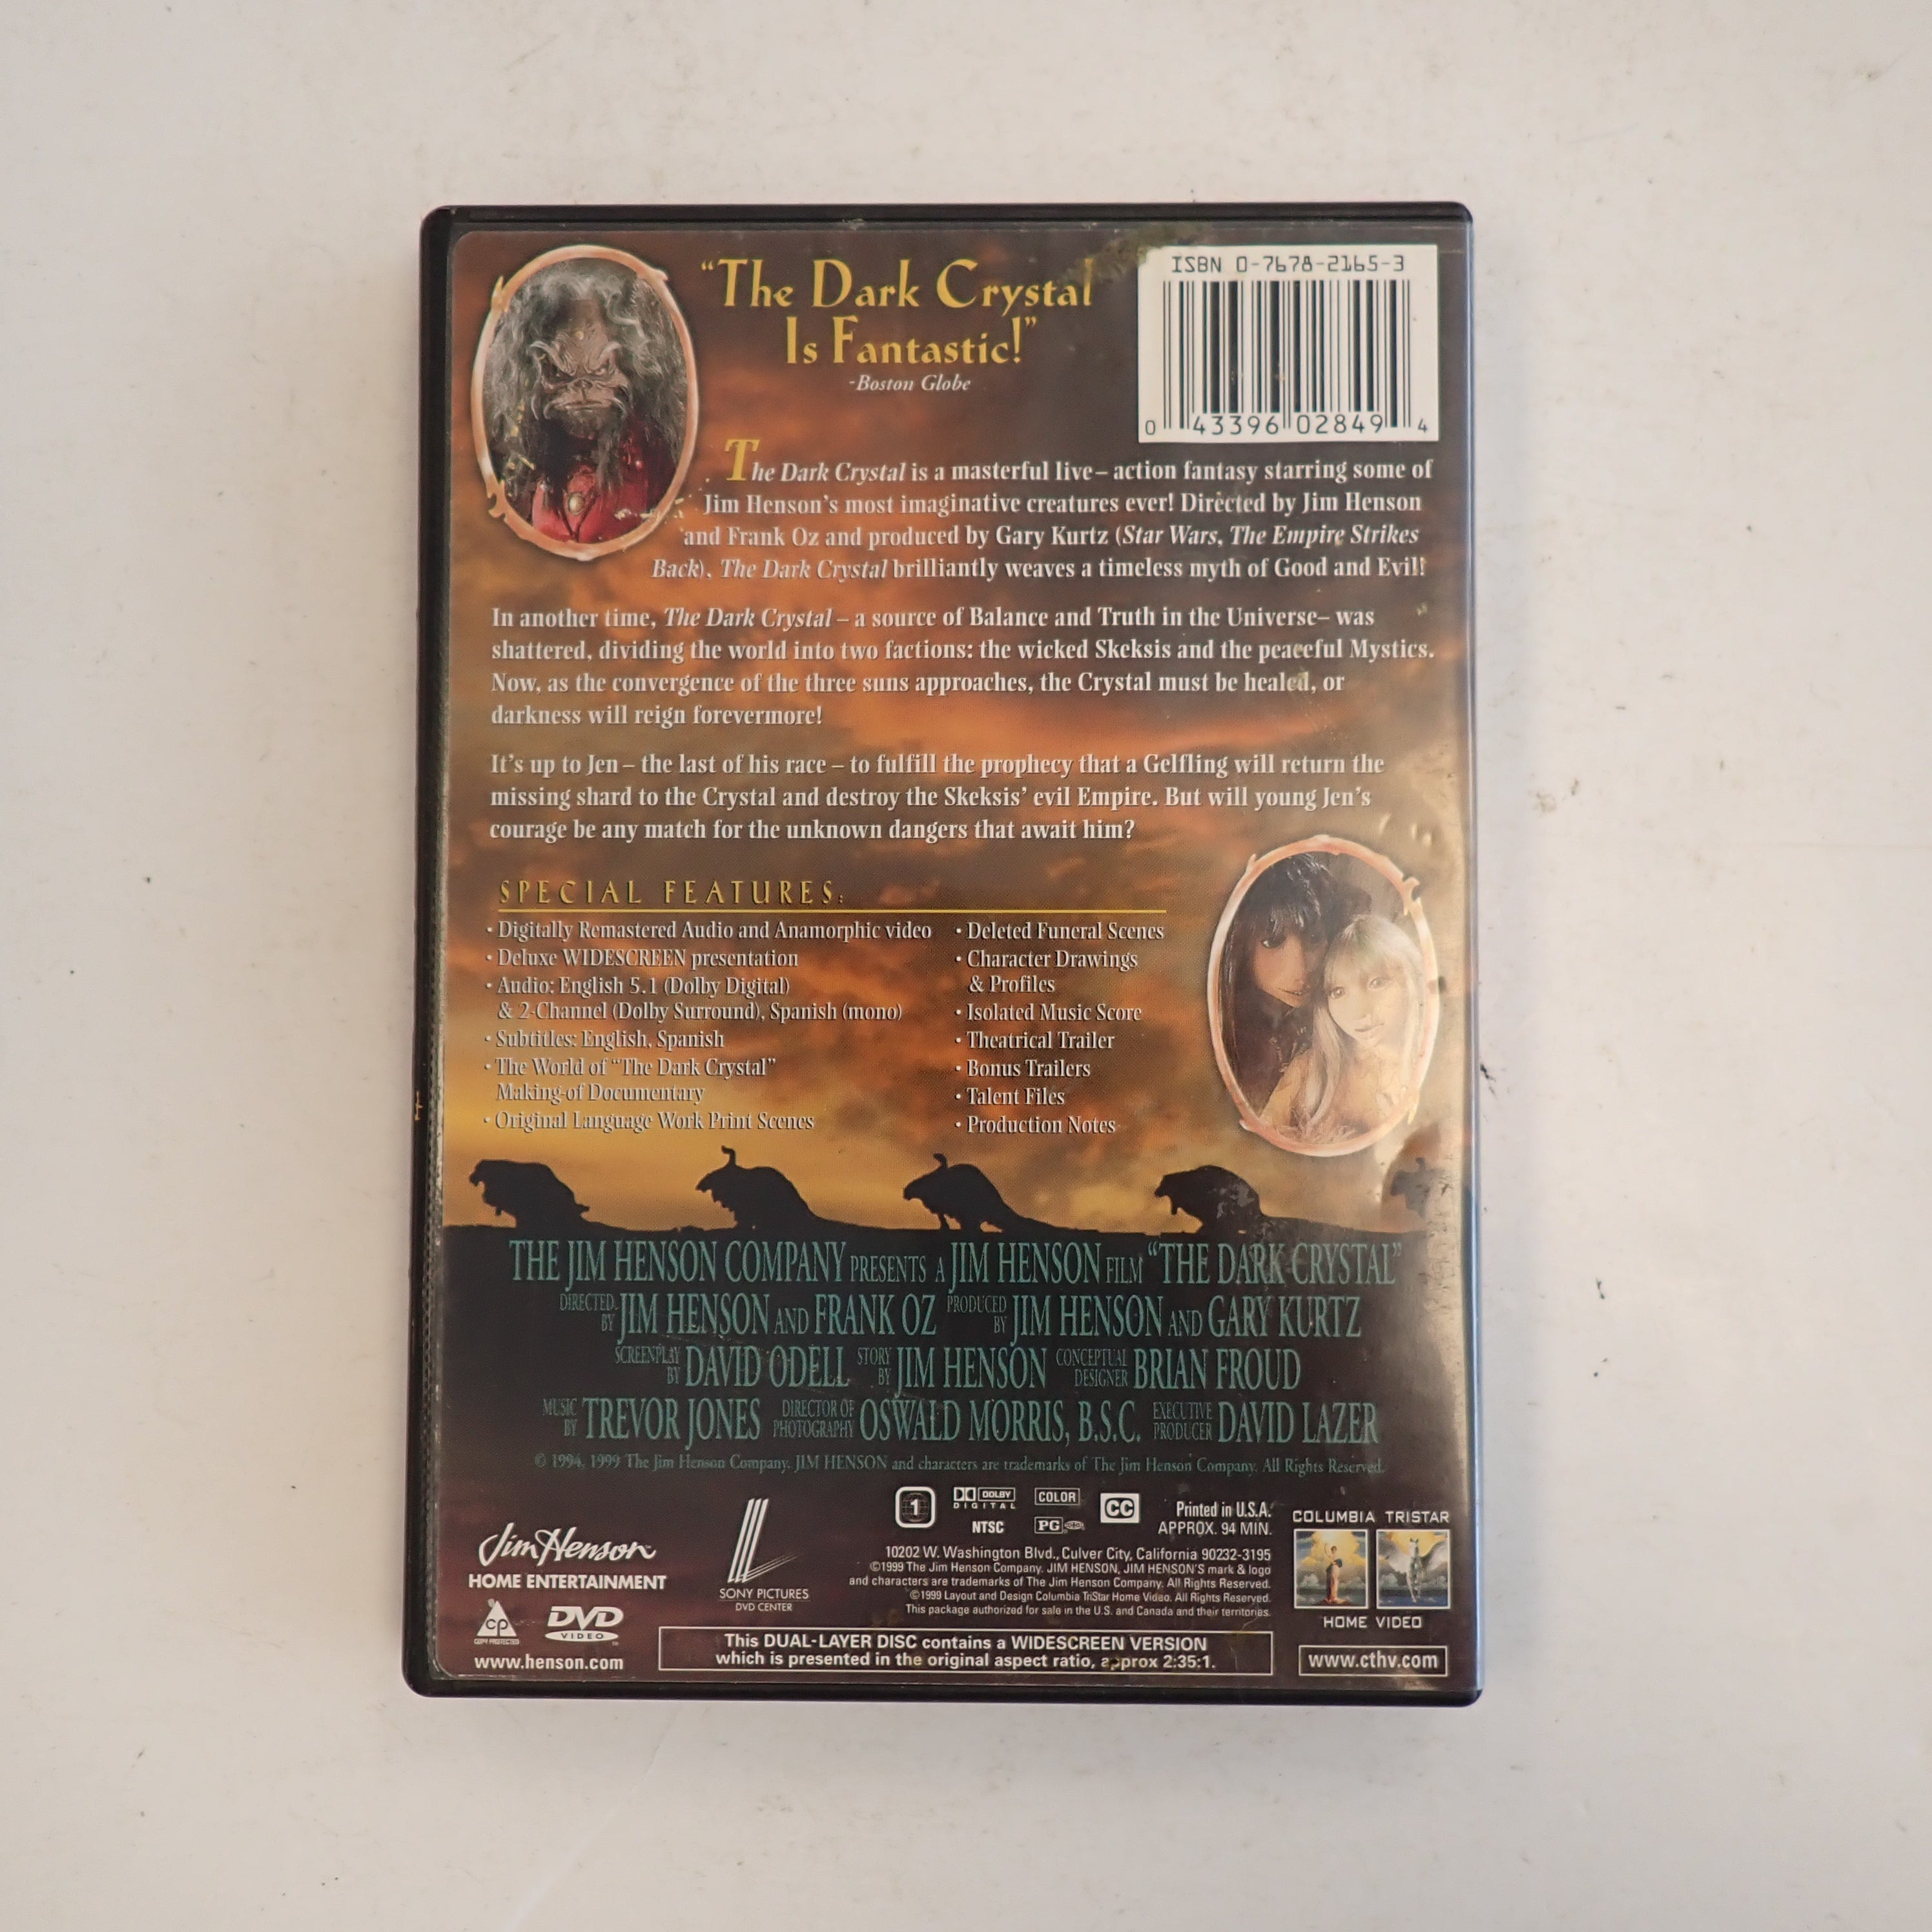 "The Dark Crystal
Is Fantastic!"
-Boston Globe
ISBN 0-7678-2165-3
0 43396 02849 4
The Dark Crystal is a masterful live– action fantasy starring some of
Jim Henson's most imaginative creatures ever! Directed by Jim Henson
and Frank Oz and produced by Gary Kurtz (Star Wars, The Empire Strikes
Back), The Dark Crystal brilliantly weaves a timeless myth of Good and Evil!
In another time, The Dark Crystal – a source of Balance and Truth in the Universe– was
shattered, dividing the world into two factions: the wicked Skeksis and the peaceful Mystics.
Now, as the convergence of the three suns approaches, the Crystal must be healed, or
darkness will reign forevermore!
It's up to Jen – the last of his race – to fulfill the prophecy that a Gelfling will return the
missing shard to the Crystal and destroy the Skeksis' evil Empire. But will young Jen's
courage be any match for the unknown dangers that await him?
SPECIAL FEATURES:
• Digitally Remastered Audio and Anamorphic video
• Deluxe WIDESCREEN presentation
• Audio: English 5.1 (Dolby Digital)
& 2-Channel (Dolby Surround), Spanish (mono)
• Subtitles: English, Spanish
• The World of "The Dark Crystal"
Making-of Documentary
• Original Language Work Print Scenes
• Deleted Funeral Scenes
• Character Drawings
& Profiles
• Isolated Music Score
• Theatrical Trailer
• Bonus Trailers
• Talent Files
• Production Notes
THE JIM HENSON COMPANY PRESENTS A JIM HENSON FILM "THE DARK CRYSTAL"
DIRECTED BY JIM HENSON AND FRANK OZ PRODUCED BY JIM HENSON AND GARY KURTZ
SCREENPLAY BY DAVID ODELL STORY BY JIM HENSON CONCEPTUAL DESIGNER BRIAN FROUD
MUSIC BY TREVOR JONES DIRECTOR OF PHOTOGRAPHY OSWALD MORRIS, B.S.C. EXECUTIVE PRODUCER DAVID LAZER
© 1994, 1999 The Jim Henson Company. JIM HENSON and characters are trademarks of The Jim Henson Company. All Rights Reserved.
Jim Henson
HOME ENTERTAINMENT
CP
COPY PROTECTED
DVD
VIDEO
www.henson.com
SONY PICTURES
DVD CENTER
1
DOLBY
DIGITAL
NTSC
COLOR
PG
CC
Printed in U.S.A.
APPROX. 94 MIN.
10202 W. Washington Blvd., Culver City, California 90232-3195
©1999 The Jim Henson Company. JIM HENSON, JIM HENSON'S mark & logo
and characters are trademarks of The Jim Henson Company. All Rights Reserved.
©1999 Layout and Design Columbia TriStar Home Video. All Rights Reserved.
This package authorized for sale in the U.S. and Canada and their territories.
COLUMBIA TRISTAR
HOME VIDEO
This DUAL-LAYER DISC contains a WIDESCREEN VERSION
which is presented in the original aspect ratio, approx 2:35:1.
www.cthv.com